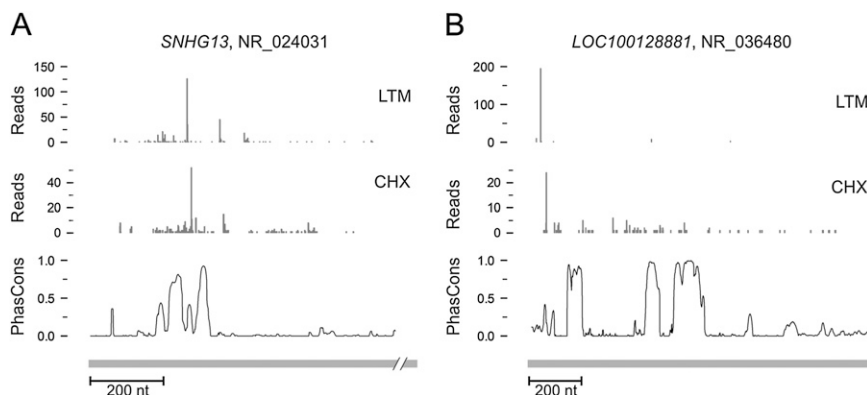 A
SNHG13, NR_024031
150
100
50
0
Reads
LTM
40
20
0
Reads
CHX
1.0
0.5
0.0
PhasCons
200 nt
B
LOC100128881, NR_036480
200
100
0
Reads
LTM
20
10
0
Reads
CHX
1.0
0.5
0.0
PhasCons
200 nt